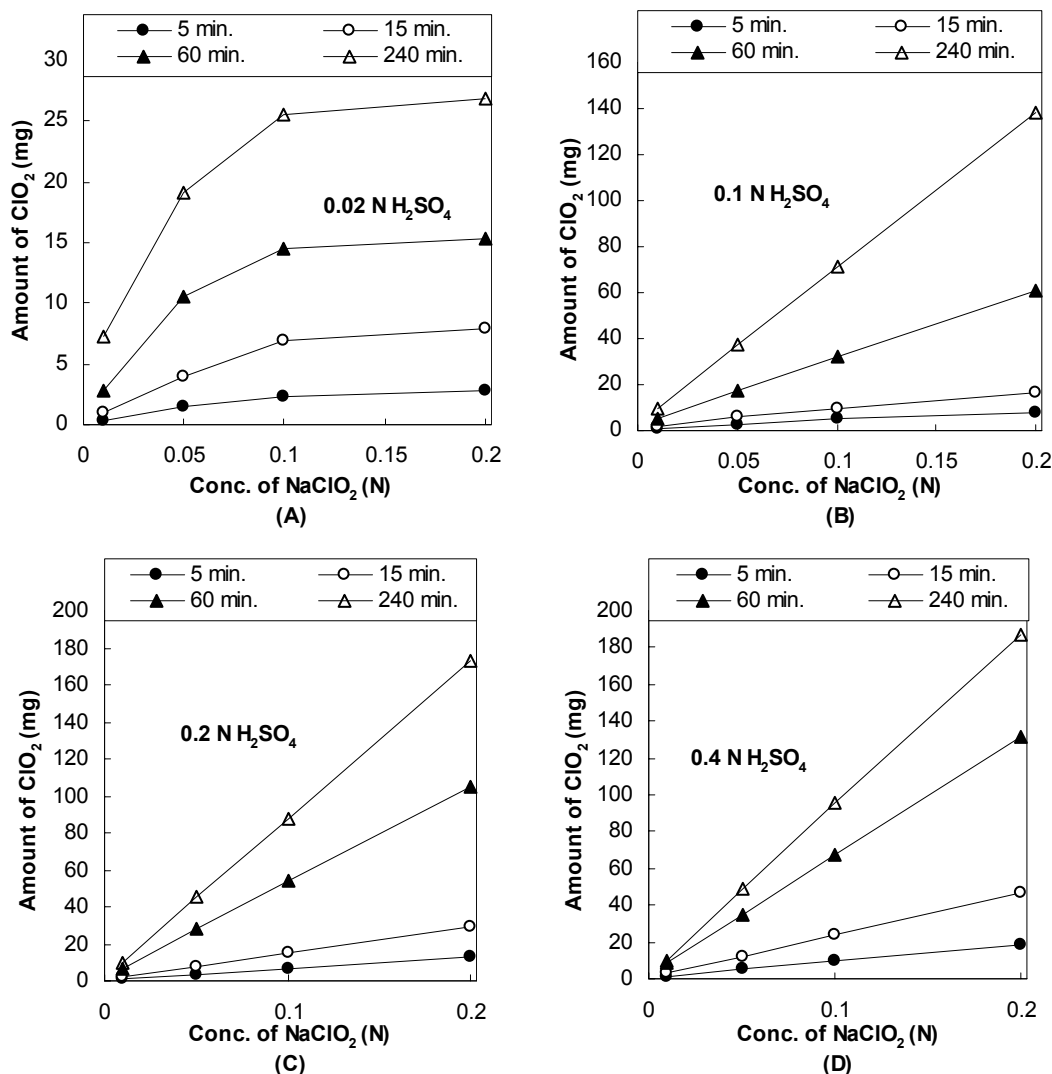 5 min. 15 min.
60 min. 240 min.
30
25
20
15
10
5
0
Amount of ClO₂ (mg)
0.02 N H₂SO₄
0 0.05 0.1 0.15 0.2
Conc. of NaClO₂ (N)
(A)
5 min. 15 min.
60 min. 240 min.
160
140
120
100
80
60
40
20
0
Amount of ClO₂ (mg)
0.1 N H₂SO₄
0 0.05 0.1 0.15 0.2
Conc. of NaClO₂ (N)
(B)
5 min. 15 min.
60 min. 240 min.
200
180
160
140
120
100
80
60
40
20
0
Amount of ClO₂ (mg)
0.2 N H₂SO₄
0 0.1 0.2
Conc. of NaClO₂ (N)
(C)
5 min. 15 min.
60 min. 240 min.
200
180
160
140
120
100
80
60
40
20
0
Amount of ClO₂ (mg)
0.4 N H₂SO₄
0 0.1 0.2
Conc. of NaClO₂ (N)
(D)